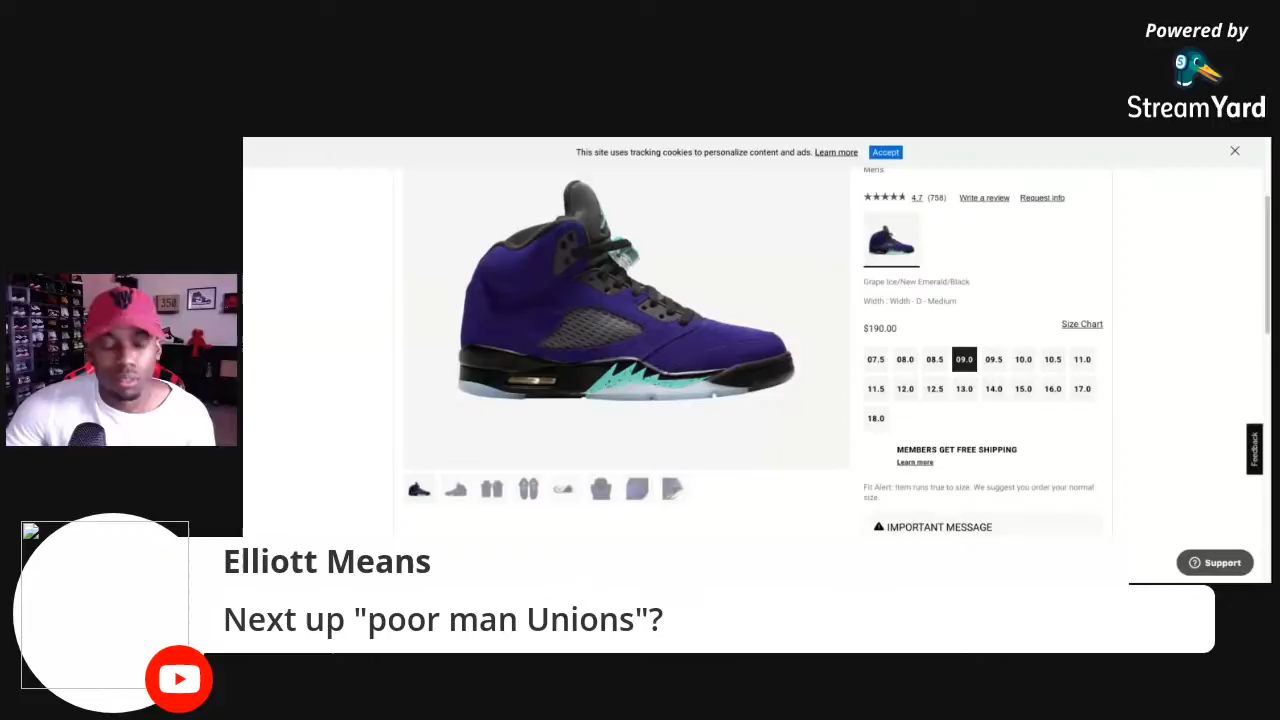 Powered by
StreamYard
This site uses tracking cookies to personalize content and ads. Learn more
Accept
Mens
4.7 (758) Write a review Request info
Grape Ice/New Emerald/Black
Width : Width - D - Medium
$190.00
Size Chart
07.5 08.0 08.5 09.0 09.5 10.0 10.5 11.0
11.5 12.0 12.5 13.0 14.0 15.0 16.0 17.0
18.0
MEMBERS GET FREE SHIPPING
Learn more
Fit Alert: Item runs true to size. We suggest you order your normal
size.
IMPORTANT MESSAGE
Feedback
Support
350
Elliott Means
Next up "poor man Unions"?